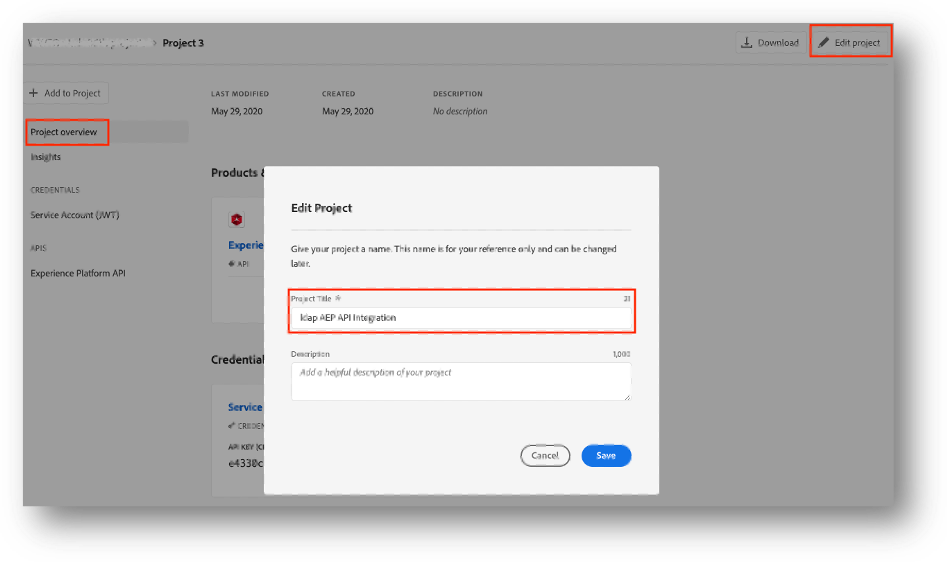 Project 3
Download
Edit project
Add to Project
LAST MODIFIED
CREATED
DESCRIPTION
May 29, 2020
May 29, 2020
No description
Project overview
Insights
CREDENTIALS
Service Account (JWT)
APIS
Experience Platform API
Products &
Experie
API
Credential
Service
CREDEN
API KEY (C
e4330c
Edit Project
Give your project a name. This name is for your reference only and can be changed
later.
Project Title
21
ldap AEP API Integration
Description
1,000
Add a helpful description of your project
Cancel
Save